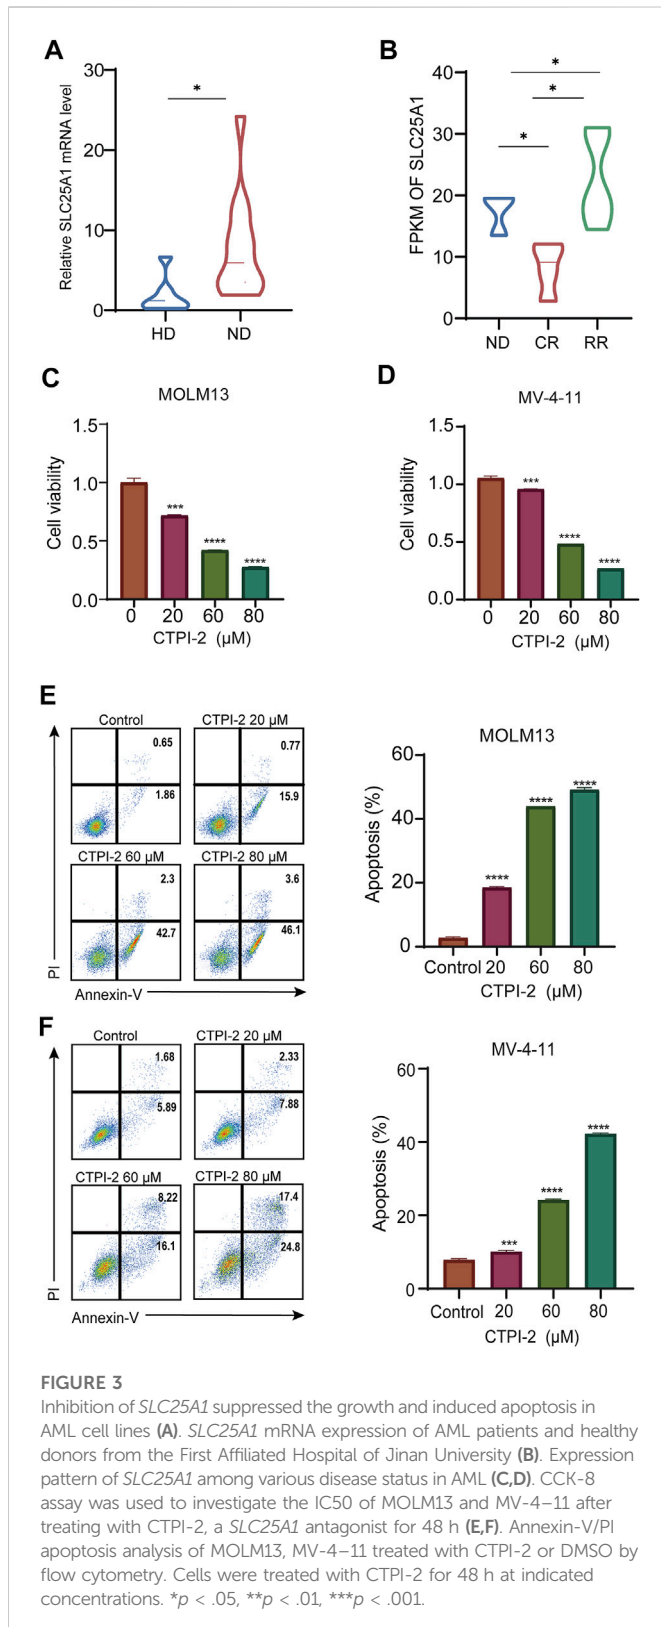 A
Relative SLC25A1 mRNA level
30
20
10
0
*
HD
ND
B
FPKM OF SLC25A1
40
30
20
10
0
*
*
*
ND
CR
RR
C
MOLM13
Cell viability
1.5
1.0
0.5
0.0
***
****
****
0
20
60
80
CTPI-2 (µM)
D
MV-4-11
Cell viability
1.5
1.0
0.5
0.0
***
****
****
0
20
60
80
CTPI-2 (µM)
E
Control
CTPI-2 20 µM
0.65
0.77
1.86
15.9
CTPI-2 60 µM
CTPI-2 80 µM
2.3
3.6
42.7
46.1
PI
Annexin-V
MOLM13
Apoptosis (%)
60
40
20
0
****
****
****
Control
20
60
80
CTPI-2 (µM)
F
Control
CTPI-2 20 µM
1.68
2.33
5.89
7.88
CTPI-2 60 µM
CTPI-2 80 µM
8.22
17.4
16.1
24.8
PI
Annexin-V
MV-4-11
Apoptosis (%)
60
40
20
0
***
****
****
Control
20
60
80
CTPI-2 (µM)
FIGURE 3
Inhibition of SLC25A1 suppressed the growth and induced apoptosis in
AML cell lines (A). SLC25A1 mRNA expression of AML patients and healthy
donors from the First Affiliated Hospital of Jinan University (B). Expression
pattern of SLC25A1 among various disease status in AML (C,D). CCK-8
assay was used to investigate the IC50 of MOLM13 and MV-4–11 after
treating with CTPI-2, a SLC25A1 antagonist for 48 h (E,F). Annexin-V/PI
apoptosis analysis of MOLM13, MV-4–11 treated with CTPI-2 or DMSO by
flow cytometry. Cells were treated with CTPI-2 for 48 h at indicated
concentrations. *p < .05, **p < .01, ***p < .001.